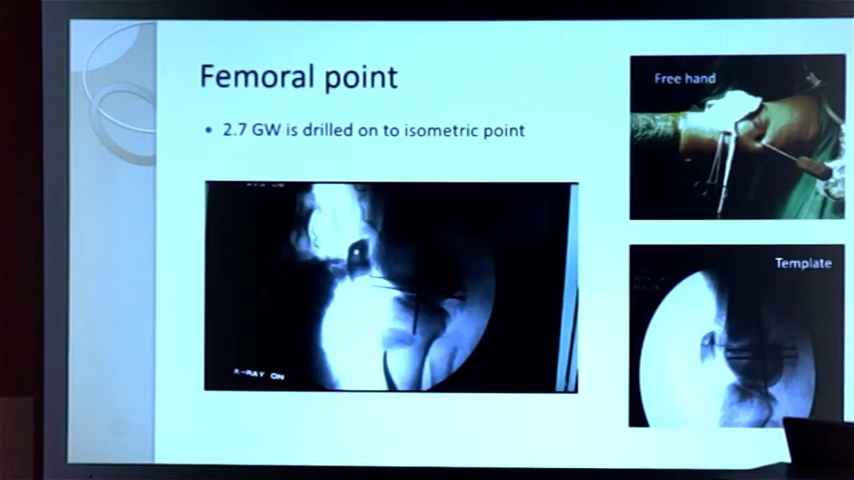 Femoral point
• 2.7 GW is drilled on to isometric point
Free hand
X-RAY ON
Template